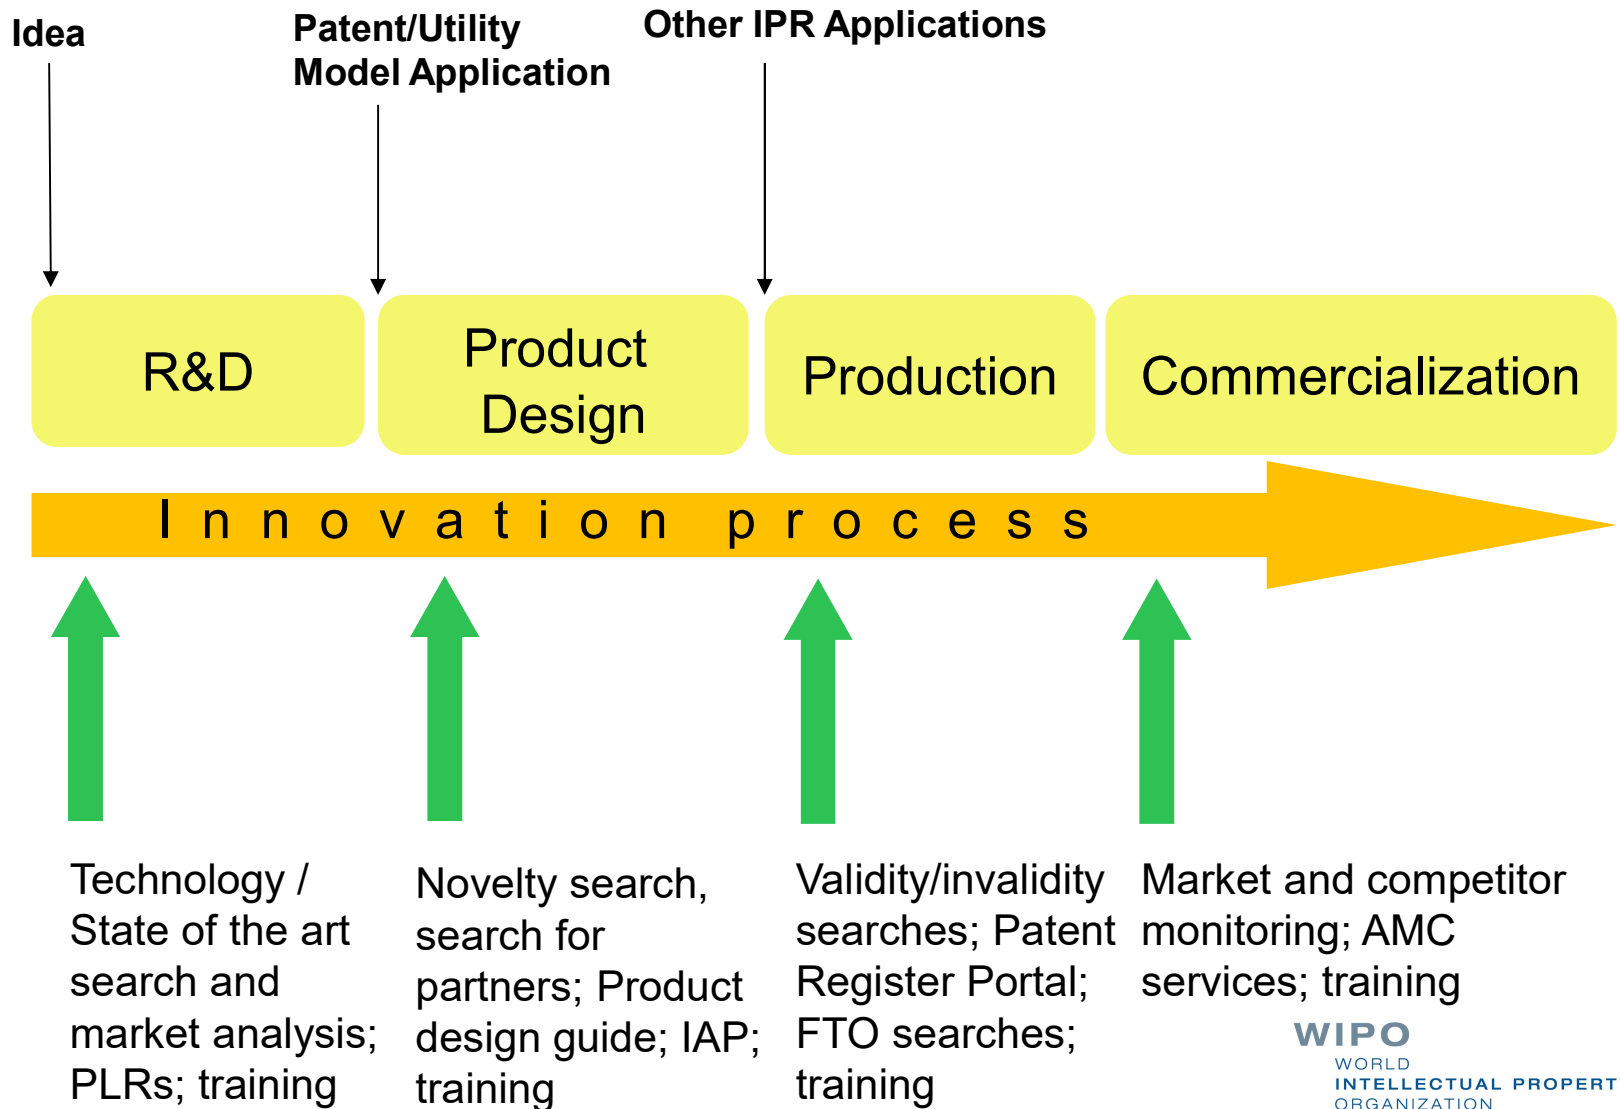 Idea
Patent/Utility
Model Application
Other IPR Applications
R&D
Product
Design
Production
Commercialization
Innovation process
Technology /
State of the art
search and
market analysis;
PLRs; training
Novelty search,
search for
partners; Product
design guide; IAP;
training
Validity/invalidity
searches; Patent
Register Portal;
FTO searches;
training
Market and competitor
monitoring; AMC
services; training
WIPO
WORLD
INTELLECTUAL PROPERT
ORGANIZATION